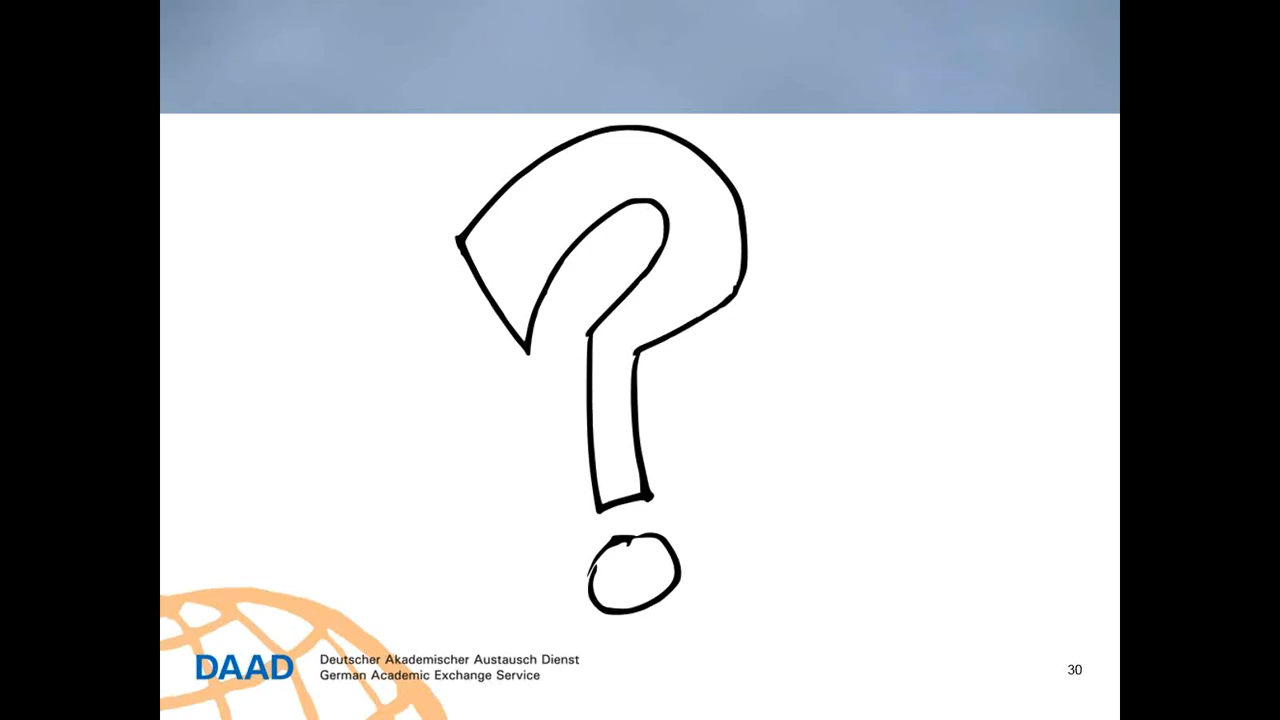 ?
DAAD
Deutscher Akademischer Austausch Dienst
German Academic Exchange Service
30